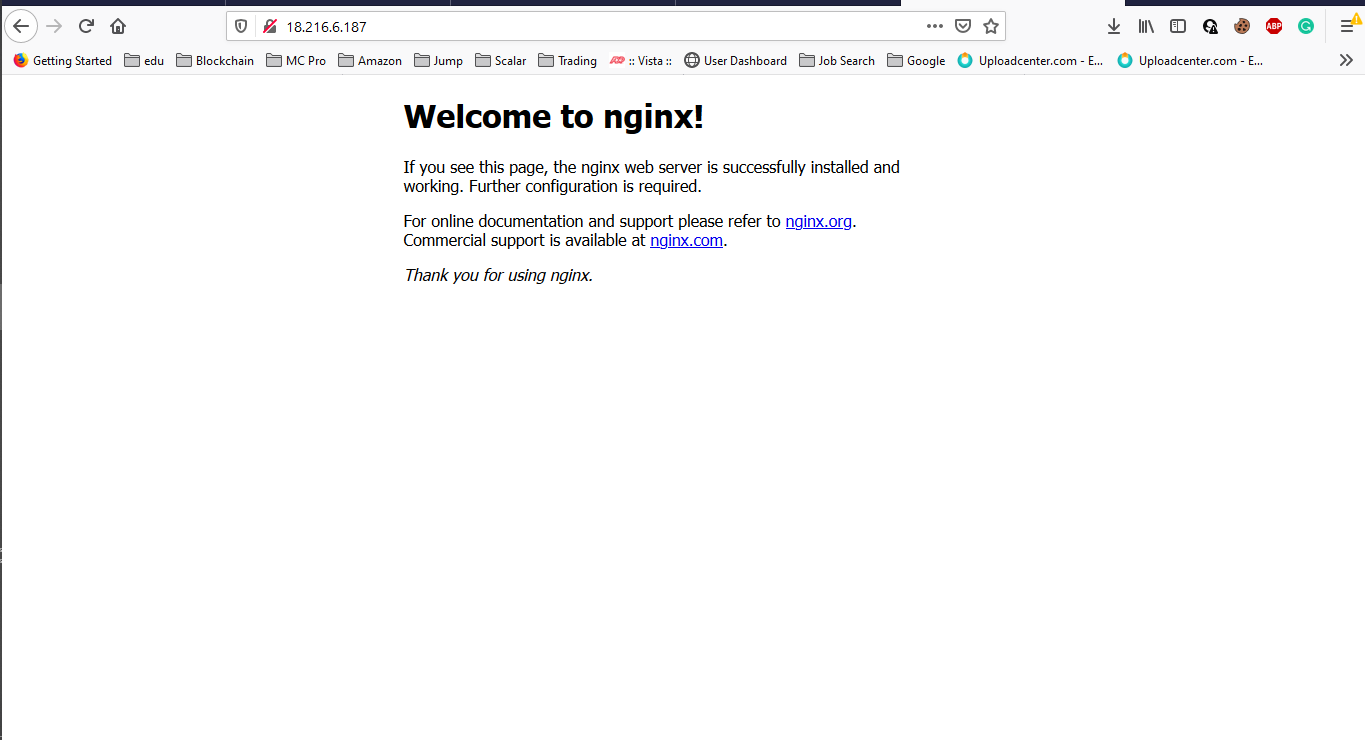 18.216.6.187
ABP
Getting Started edu Blockchain MC Pro Amazon Jump Scalar Trading ADP :: Vista :: User Dashboard Job Search Google Uploadcenter.com - E... Uploadcenter.com - E...
Welcome to nginx!
If you see this page, the nginx web server is successfully installed and
working. Further configuration is required.
For online documentation and support please refer to nginx.org.
Commercial support is available at nginx.com.
Thank you for using nginx.